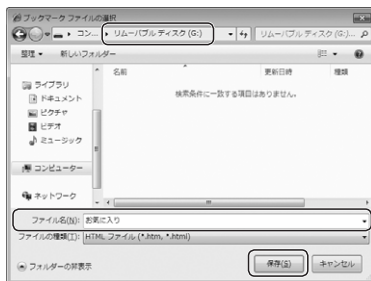 ブックマーク ファイルの選択
▸ コン... ▸ リムーバブル ディスク (G:)
リムーバブル ディスク (G:)...
整理 ▾ 新しいフォルダー
名前 更新日時 種類
検索条件に一致する項目はありません。
ライブラリ
ドキュメント
ピクチャ
ビデオ
ミュージック
コンピューター
ネットワーク
ファイル名(N): お気に入り
ファイルの種類(T): HTML ファイル (*.htm, *.html)
フォルダーの非表示
保存(S) キャンセル